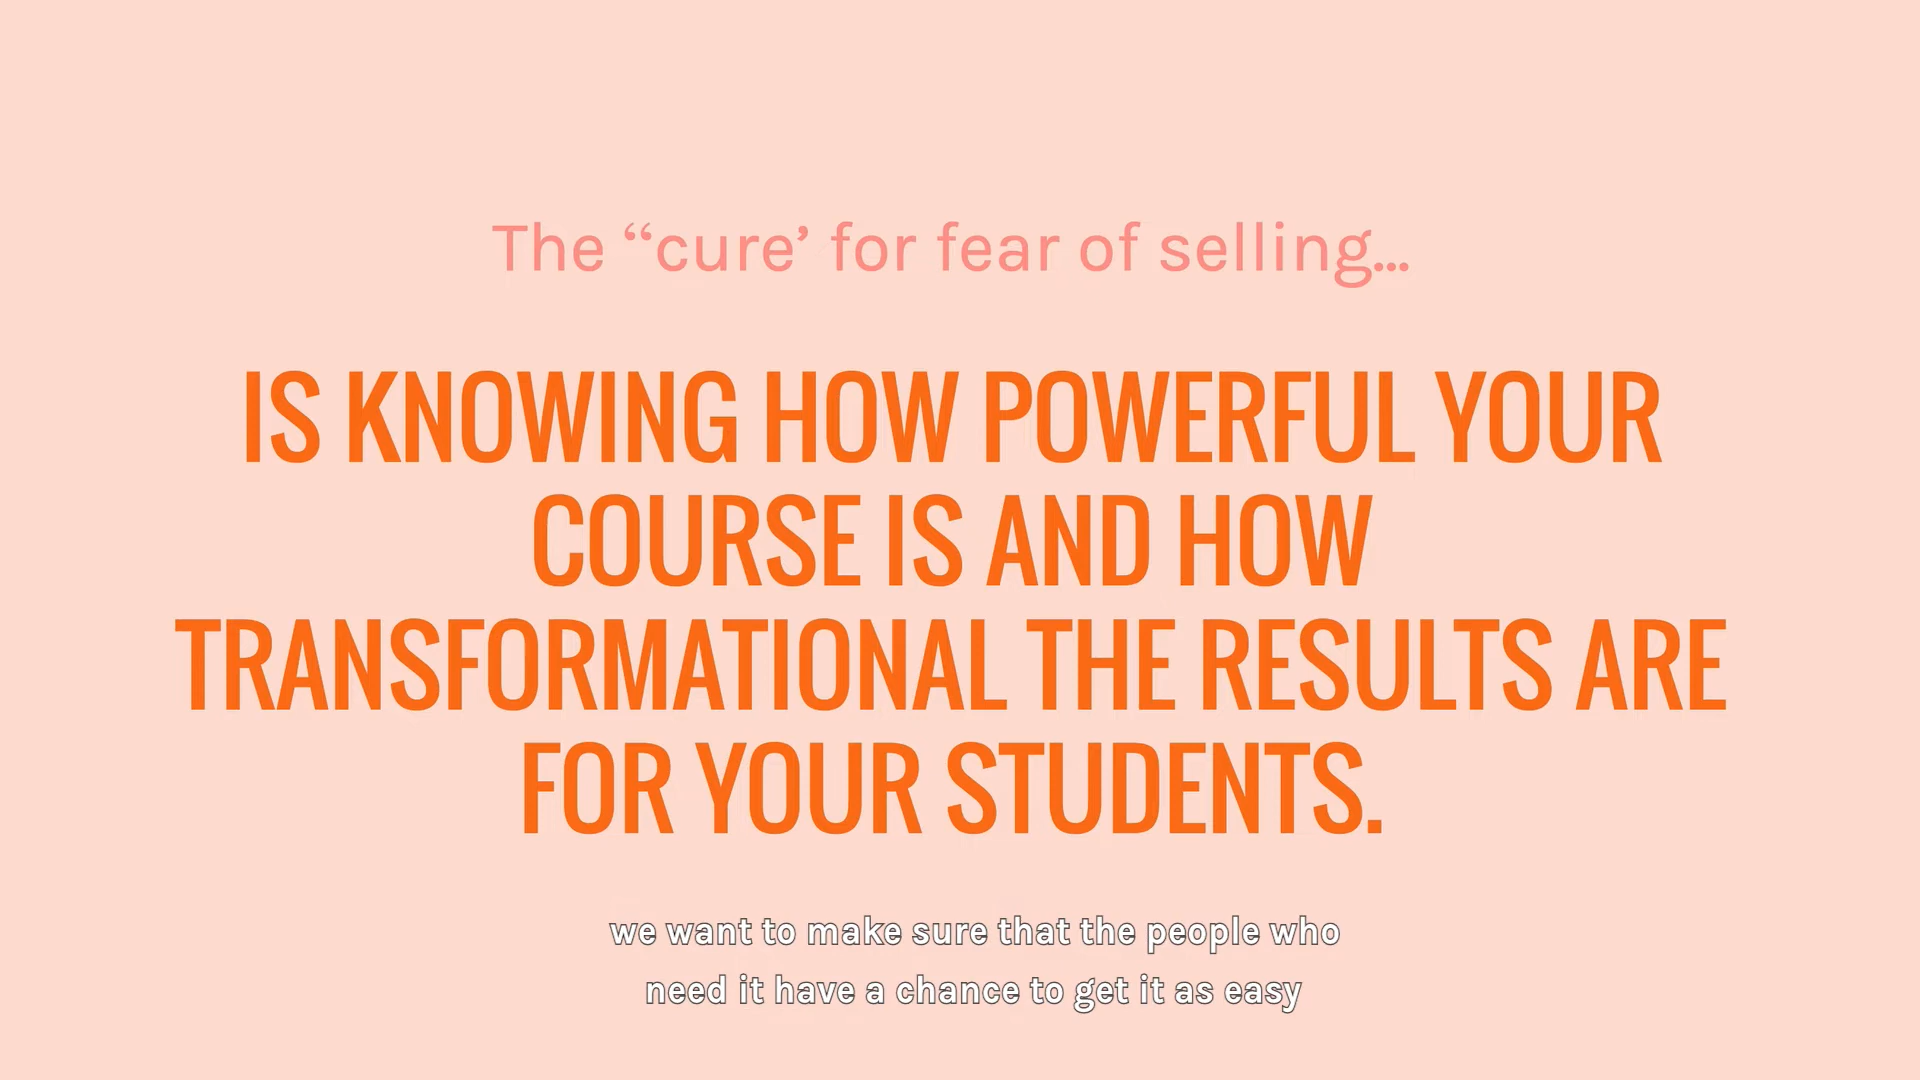 The “cure’ for fear of selling...
IS KNOWING HOW POWERFUL YOUR
COURSE IS AND HOW
TRANSFORMATIONAL THE RESULTS ARE
FOR YOUR STUDENTS.
we want to make sure that the people who
need it have a chance to get it as easy